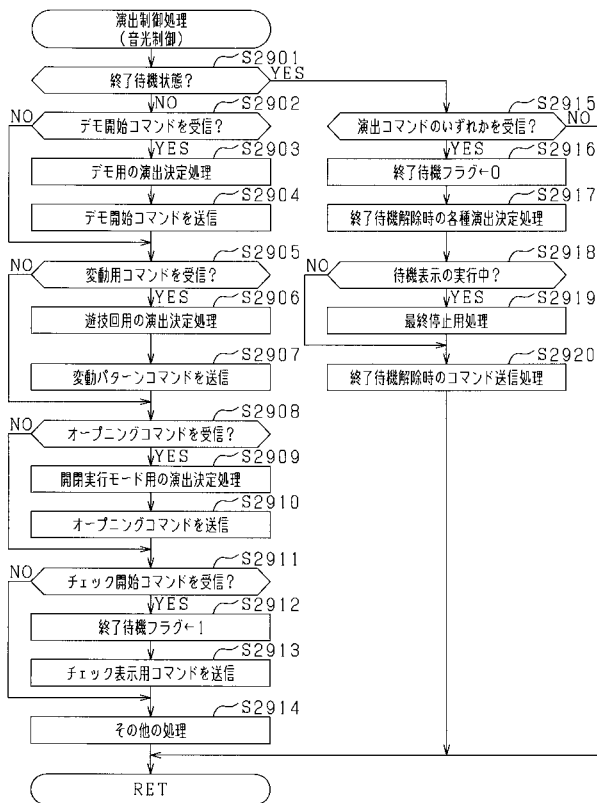 演出制御処理
(音光制御)
S2901
終了待機状態?
YES
NO
S2902
NO
デモ開始コマンドを受信?
YES
S2903
デモ用の演出決定処理
S2904
デモ開始コマンドを送信
S2905
NO
変動用コマンドを受信?
YES
S2906
遊技回用の演出決定処理
S2907
変動パターンコマンドを送信
S2908
NO
オープニングコマンドを受信?
YES
S2909
開閉実行モード用の演出決定処理
S2910
オープニングコマンドを送信
S2911
NO
チェック開始コマンドを受信?
YES
S2912
終了待機フラグ←1
S2913
チェック表示用コマンドを送信
S2914
その他の処理
RET
S2915
NO
演出コマンドのいずれかを受信?
YES
S2916
終了待機フラグ←0
S2917
終了待機解除時の各種演出決定処理
S2918
NO
待機表示の実行中?
YES
S2919
最終停止用処理
S2920
終了待機解除時のコマンド送信処理